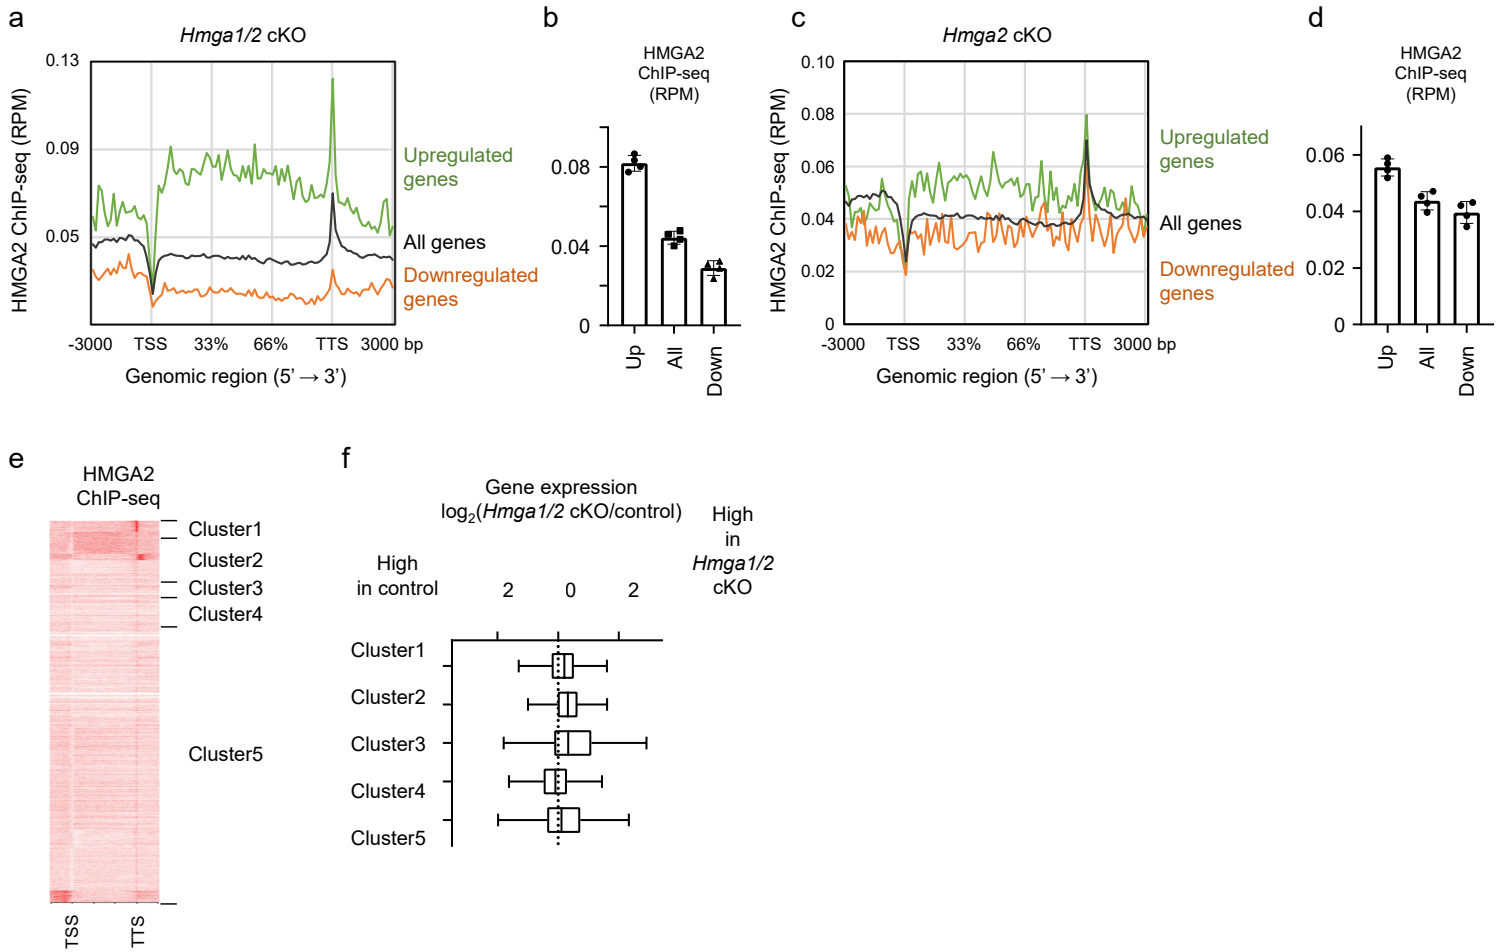 a
Hmga1/2 cKO
HMGA2 ChIP-seq (RPM)
0.13
0.09
0.05
Upregulated
genes
All genes
Downregulated
genes
-3000 TSS 33% 66% TTS 3000 bp
Genomic region (5’ → 3’)
b
HMGA2
ChIP-seq
(RPM)
0.08
0.04
0
Up
All
Down
c
Hmga2 cKO
HMGA2 ChIP-seq (RPM)
0.10
0.08
0.06
0.04
0.02
0
Upregulated
genes
All genes
Downregulated
genes
-3000 TSS 33% 66% TTS 3000 bp
Genomic region (5’ → 3’)
d
HMGA2
ChIP-seq
(RPM)
0.06
0.04
0.02
0
Up
All
Down
e
HMGA2
ChIP-seq
Cluster1
Cluster2
Cluster3
Cluster4
Cluster5
TSS
TTS
f
Gene expression
log2(Hmga1/2 cKO/control)
High
in control
2 0 2
High
in
Hmga1/2
cKO
Cluster1
Cluster2
Cluster3
Cluster4
Cluster5